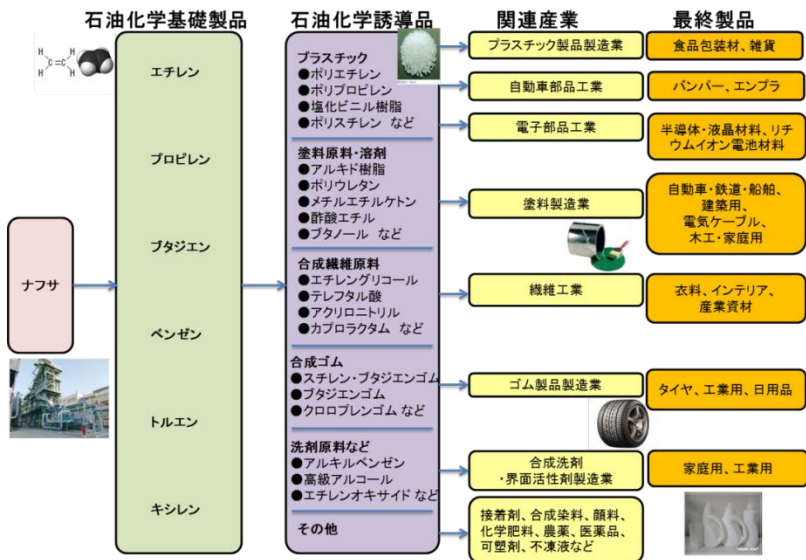 石油化学基礎製品
石油化学誘導品
関連産業
最終製品
ナフサ
H
H
C=C
H
H
エチレン
プロピレン
ブタジエン
ベンゼン
トルエン
キシレン
プラスチック
●ポリエチレン
●ポリプロピレン
●塩化ビニル樹脂
●ポリスチレン など
塗料原料・溶剤
●アルキド樹脂
●ポリウレタン
●メチルエチルケトン
●酢酸エチル
●ブタノール など
合成繊維原料
●エチレングリコール
●テレフタル酸
●アクリロニトリル
●カプロラクタム など
合成ゴム
●スチレン・ブタジエンゴム
●ブタジエンゴム
●クロロプレンゴム など
洗剤原料など
●アルキルベンゼン
●高級アルコール
●エチレンオキサイド など
その他
プラスチック製品製造業
食品包装材、雑貨
自動車部品工業
バンパー、エンプラ
電子部品工業
半導体・液晶材料、リチ
ウムイオン電池材料
塗料製造業
自動車・鉄道・船舶、
建築用、
電気ケーブル、
木工・家庭用
繊維工業
衣料、インテリア、
産業資材
ゴム製品製造業
タイヤ、工業用、日用品
合成洗剤
・界面活性剤製造業
家庭用、工業用
接着剤、合成染料、顔料、
化学肥料、農薬、医薬品、
可塑剤、不凍液など